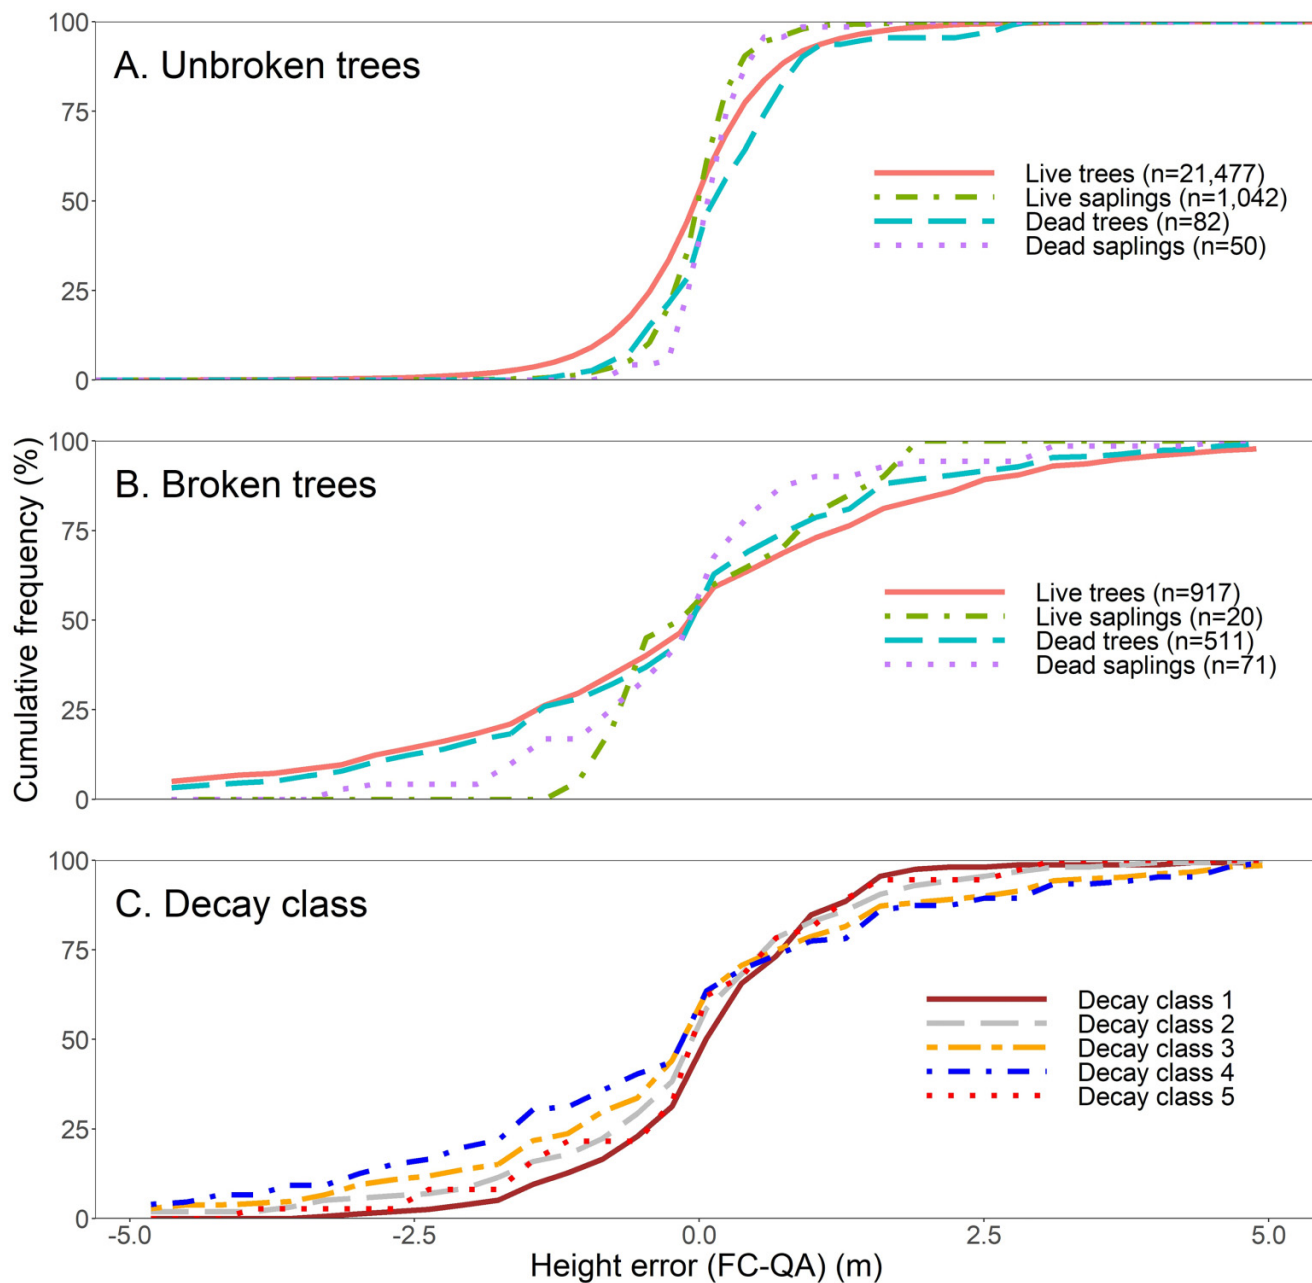 A. Unbroken trees
100
75
50
25
0
Live trees (n=21,477)
Live saplings (n=1,042)
Dead trees (n=82)
Dead saplings (n=50)
Cumulative frequency (%)
B. Broken trees
100
75
50
25
0
Live trees (n=917)
Live saplings (n=20)
Dead trees (n=511)
Dead saplings (n=71)
C. Decay class
100
75
50
25
0
Decay class 1
Decay class 2
Decay class 3
Decay class 4
Decay class 5
-5.0 -2.5 0.0 2.5 5.0
Height error (FC-QA) (m)